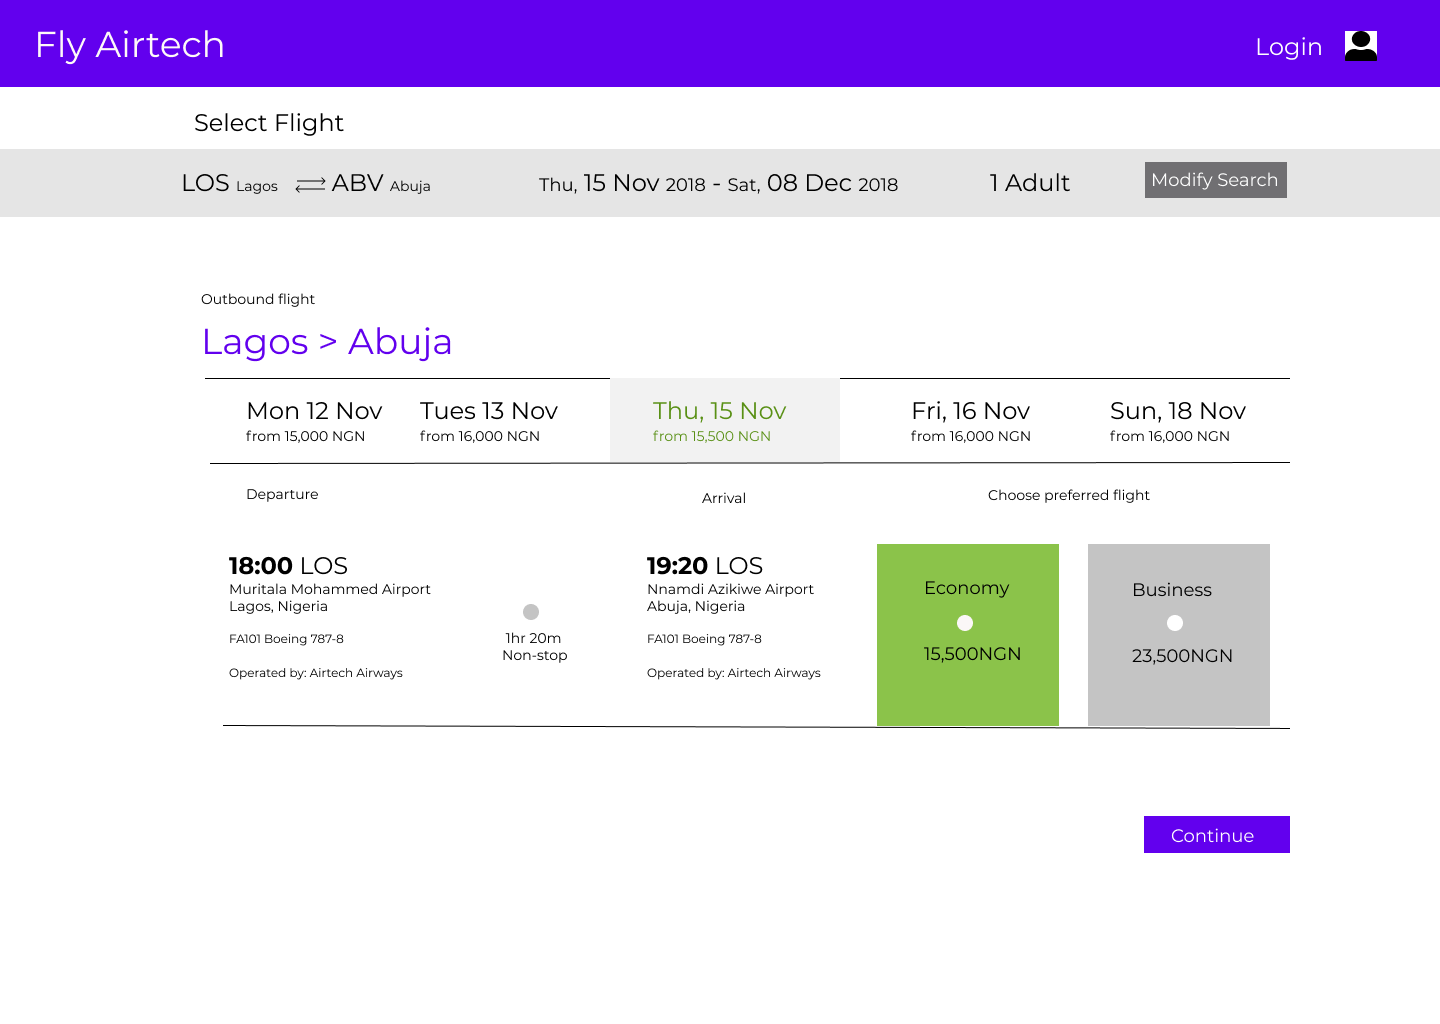 Fly Airtech
Login
Select Flight
LOS Lagos ABV Abuja Thu, 15 Nov 2018 - Sat, 08 Dec 2018 1 Adult Modify Search
Outbound flight
Lagos > Abuja
Mon 12 Nov
from 15,000 NGN
Tues 13 Nov
from 16,000 NGN
Thu, 15 Nov
from 15,500 NGN
Fri, 16 Nov
from 16,000 NGN
Sun, 18 Nov
from 16,000 NGN
Departure
Arrival
Choose preferred flight
18:00 LOS
Muritala Mohammed Airport
Lagos, Nigeria
FA101 Boeing 787-8
Operated by: Airtech Airways
1hr 20m
Non-stop
19:20 LOS
Nnamdi Azikiwe Airport
Abuja, Nigeria
FA101 Boeing 787-8
Operated by: Airtech Airways
Economy
15,500NGN
Business
23,500NGN
Continue